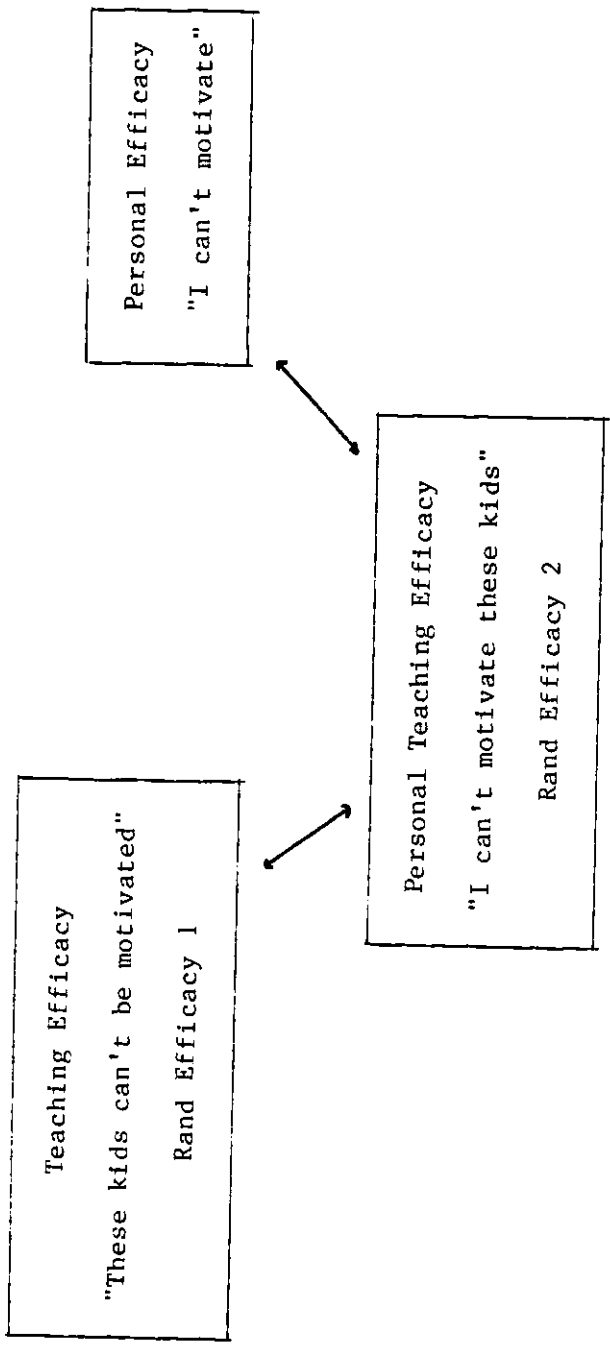 Teaching Efficacy
"These kids can't be motivated"
Rand Efficacy 1
Personal Efficacy
"I can't motivate"
Personal Teaching Efficacy
"I can't motivate these kids"
Rand Efficacy 2